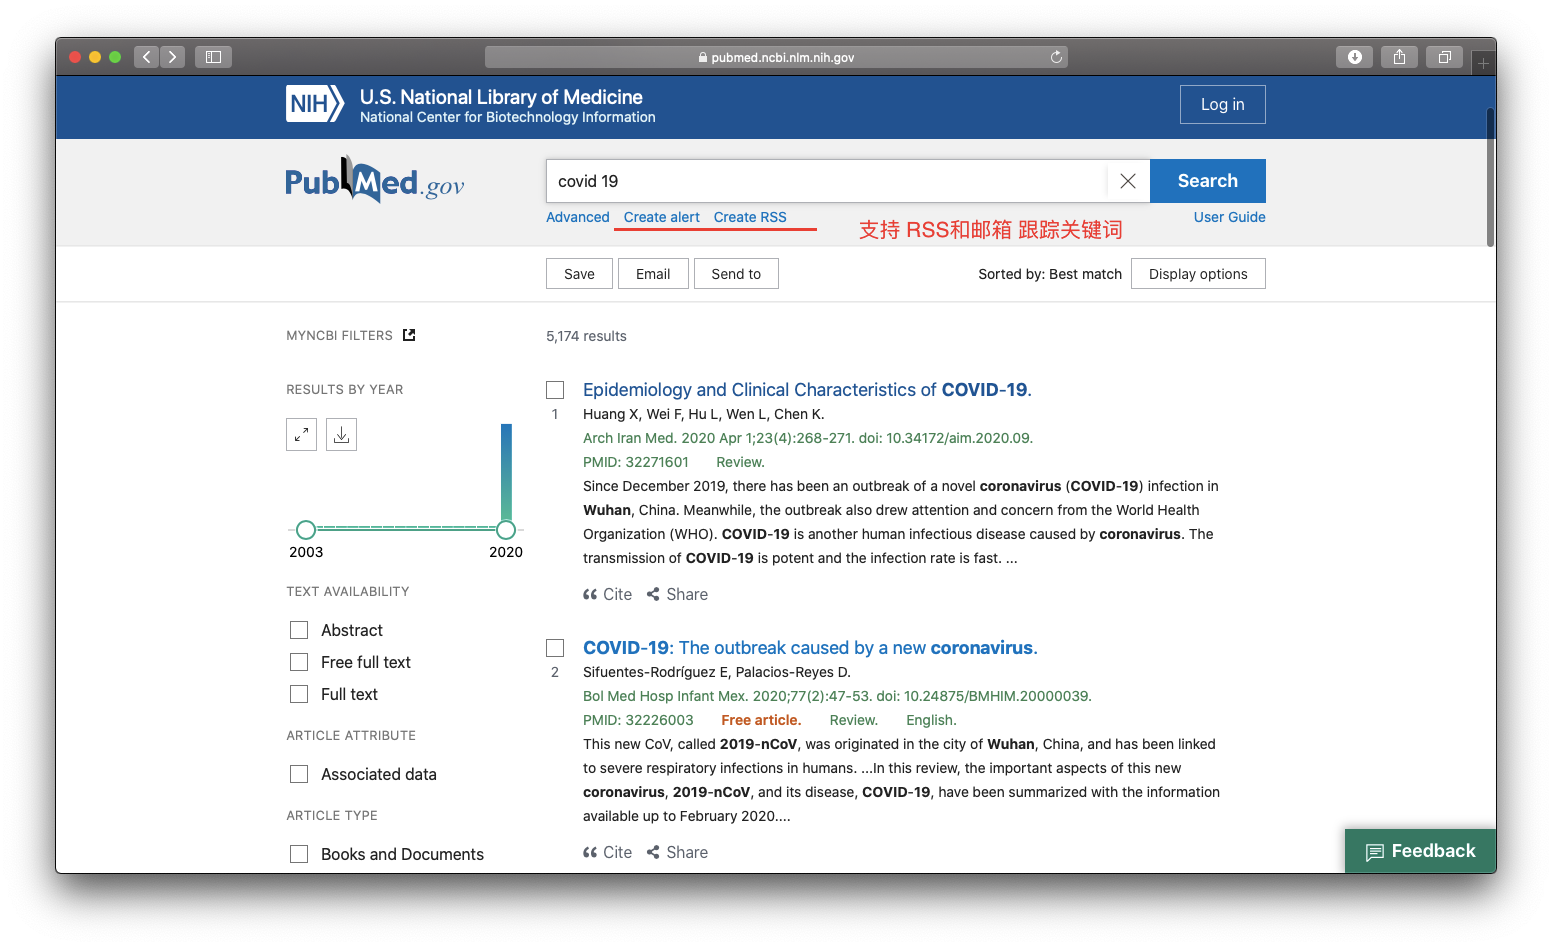 pubmed.ncbi.nlm.nih.gov
NIH
U.S. National Library of Medicine
National Center for Biotechnology Information
Log in
PubMed.gov
covid 19
Search
Advanced
Create alert
Create RSS
支持 RSS和邮箱 跟踪关键词
User Guide
Save
Email
Send to
Sorted by: Best match
Display options
MYNCBI FILTERS
RESULTS BY YEAR
2003
2020
TEXT AVAILABILITY
Abstract
Free full text
Full text
ARTICLE ATTRIBUTE
Associated data
ARTICLE TYPE
Books and Documents
5,174 results
Epidemiology and Clinical Characteristics of COVID-19.
1
Huang X, Wei F, Hu L, Wen L, Chen K.
Arch Iran Med. 2020 Apr 1;23(4):268-271. doi: 10.34172/aim.2020.09.
PMID: 32271601 Review.
Since December 2019, there has been an outbreak of a novel coronavirus (COVID-19) infection in
Wuhan, China. Meanwhile, the outbreak also drew attention and concern from the World Health
Organization (WHO). COVID-19 is another human infectious disease caused by coronavirus. The
transmission of COVID-19 is potent and the infection rate is fast. ...
Cite
Share
COVID-19: The outbreak caused by a new coronavirus.
2
Sifuentes-Rodríguez E, Palacios-Reyes D.
Bol Med Hosp Infant Mex. 2020;77(2):47-53. doi: 10.24875/BMHIM.20000039.
PMID: 32226003 Free article. Review. English.
This new CoV, called 2019-nCoV, was originated in the city of Wuhan, China, and has been linked
to severe respiratory infections in humans. ...In this review, the important aspects of this new
coronavirus, 2019-nCoV, and its disease, COVID-19, have been summarized with the information
available up to February 2020....
Cite
Share
Feedback